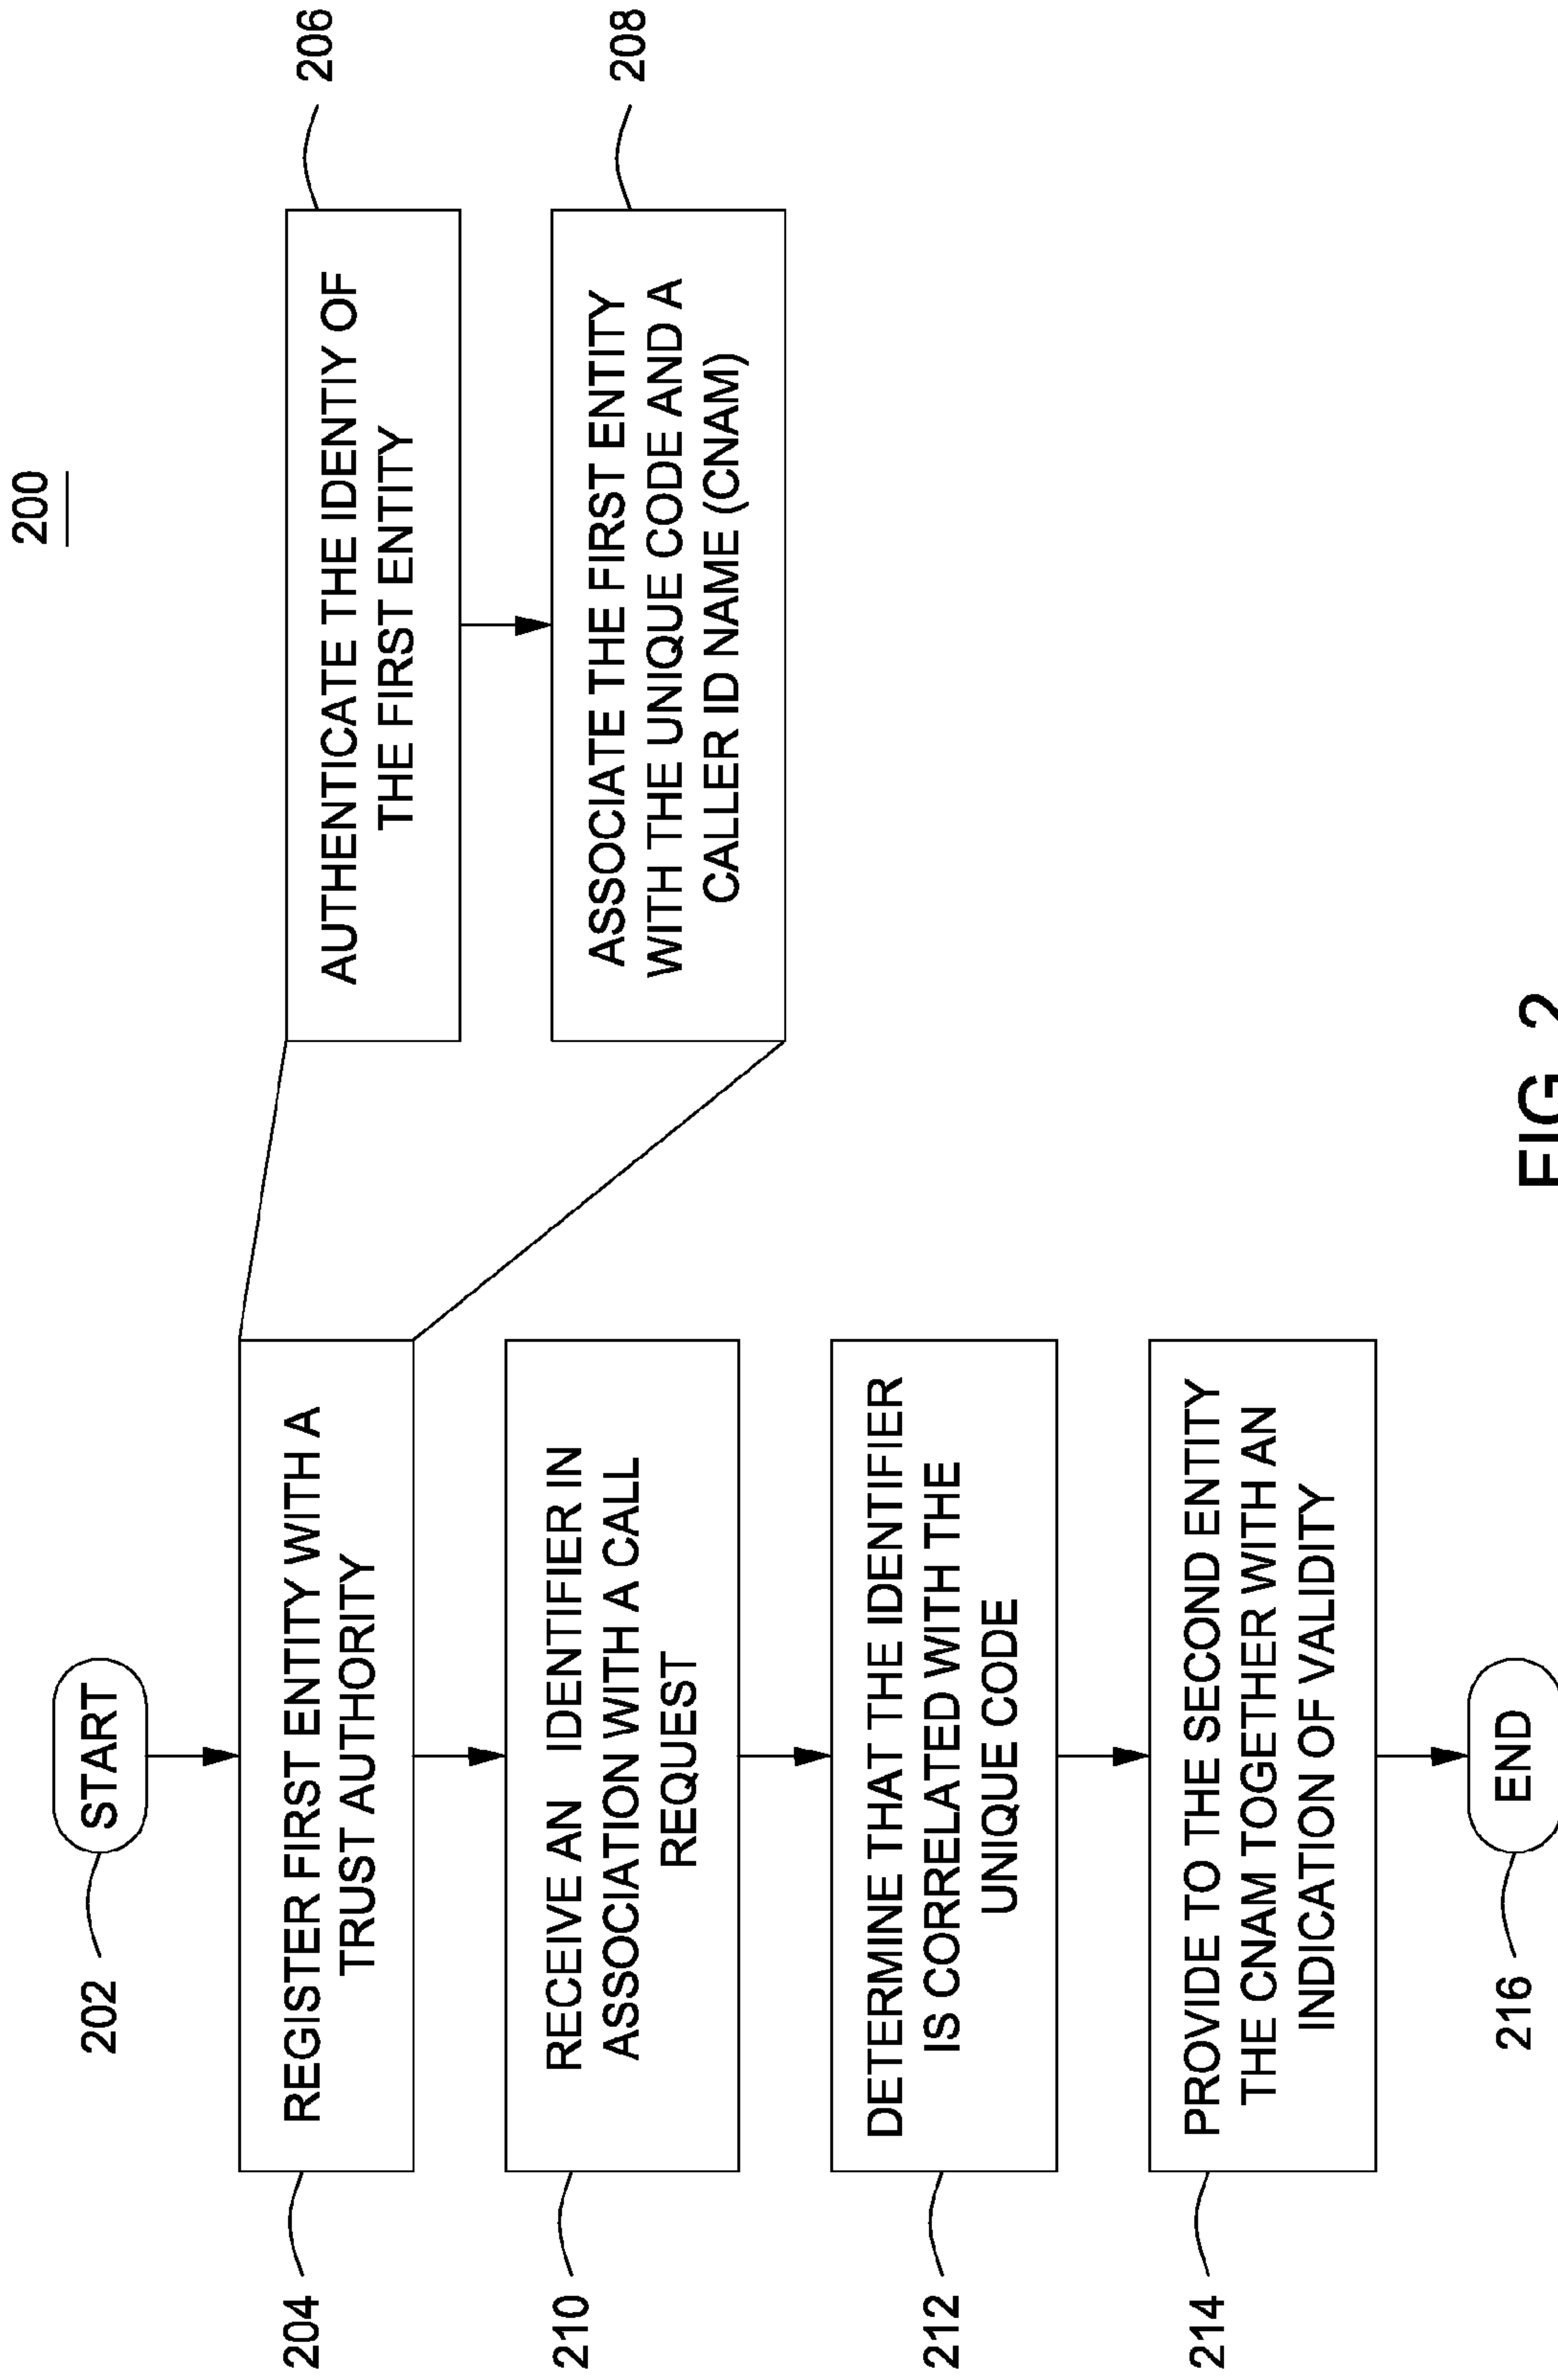 200
202
START
204
REGISTER FIRST ENTITY WITH A
TRUST AUTHORITY
206
AUTHENTICATE THE IDENTIY OF
THE FIRST ENTITY
208
ASSOCIATE THE FIRST ENTITY
WITH THE UNIQUE CODE AND A
CALLER ID NAME (CNAM)
210
RECEIVE AN IDENTIFIER IN
ASSOCIATION WITH A CALL
REQUEST
212
DETERMINE THAT THE IDENTIFIER
IS CORRELATED WITH THE
UNIQUE CODE
214
PROVIDE TO THE SECOND ENTITY
THE CNAM TOGETHER WITH AN
INDICATION OF VALIDITY
216
END
FIG. 2